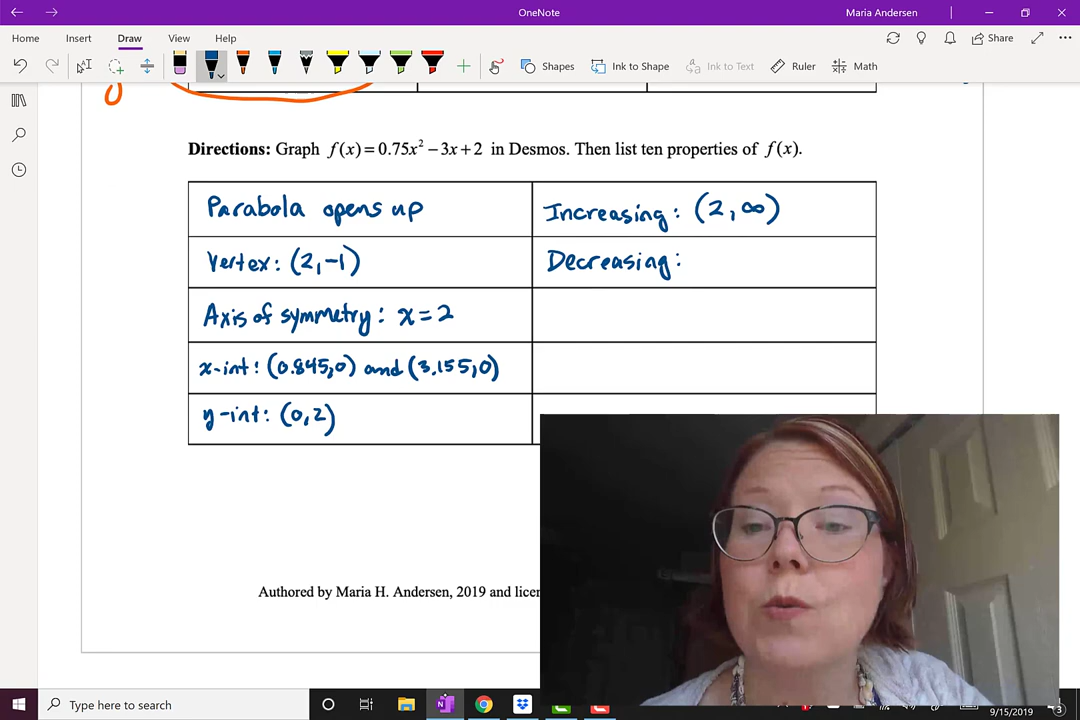 OneNote
Maria Andersen
Home Insert Draw View Help
Share
Shapes Ink to Shape Ink to Text Ruler Math
Directions: Graph f(x) = 0.75x² − 3x + 2 in Desmos. Then list ten properties of f(x).
Parabola opens up
Increasing: (2, ∞)
Vertex: (2, −1)
Decreasing:
Axis of symmetry: x = 2
x-int: (0.845, 0) and (3.155, 0)
y-int: (0, 2)
Authored by Maria H. Andersen, 2019 and licen
Type here to search
9/15/2019
3